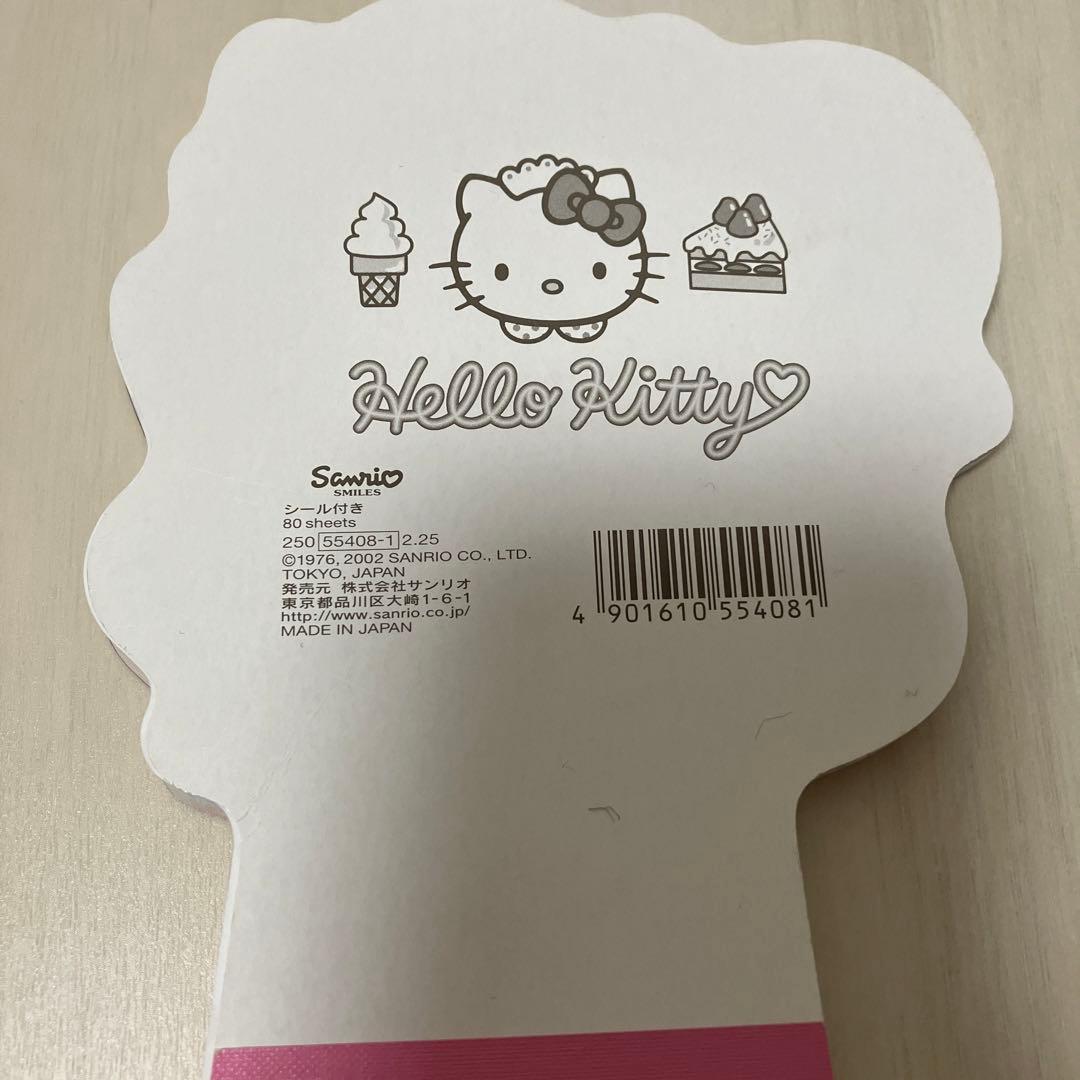 Hello Kitty
Sanrio
SMILES
シール付き
80 sheets
250 55408-1 2.25
©1976, 2002 SANRIO CO., LTD.
TOKYO, JAPAN
発売元 株式会社サンリオ
東京都品川区大崎1-6-1
http://www.sanrio.co.jp/
MADE IN JAPAN
4 901610 554081